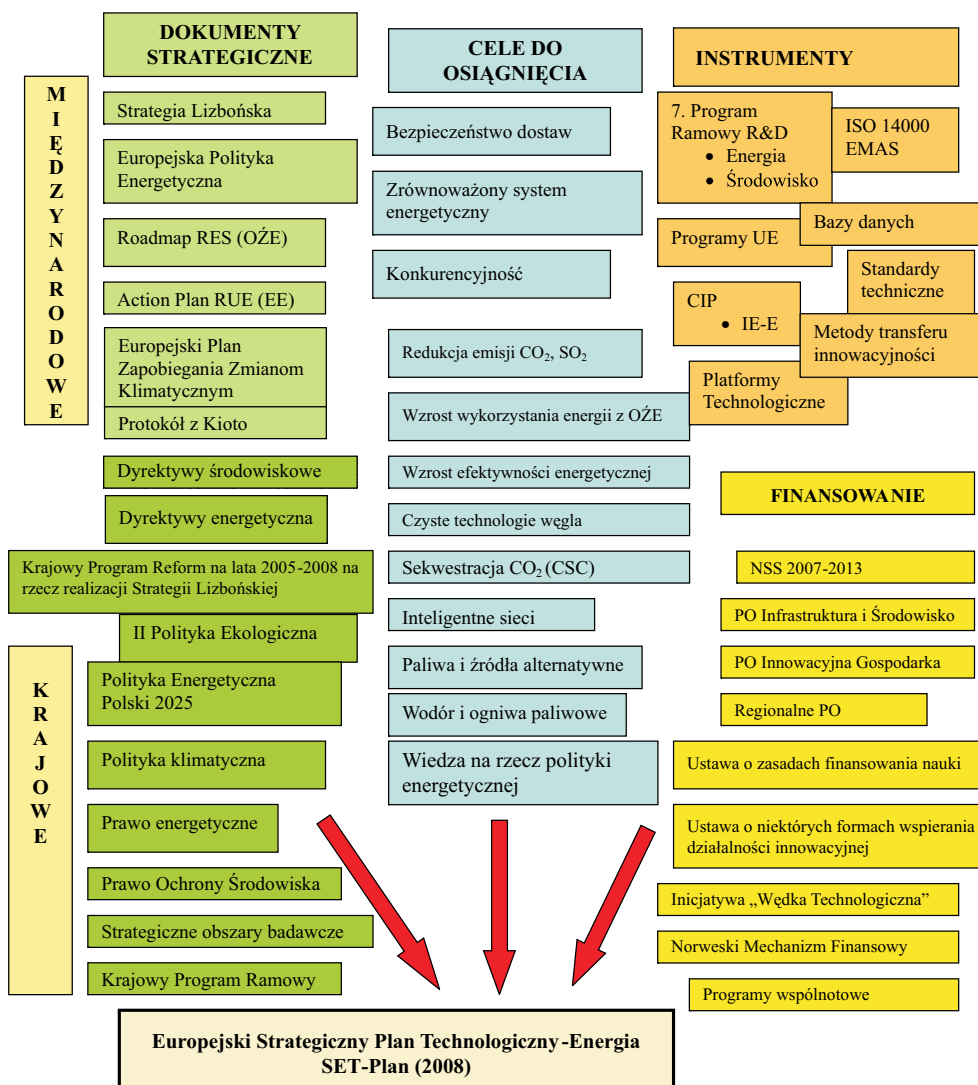 DOKUMENTY
STRATEGICZNE
MIĘDZYNARODOWE
Strategia Lizbońska
Europejska Polityka
Energetyczna
Roadmap RES (OŹE)
Action Plan RUE (EE)
Europejski Plan
Zapobiegania Zmianom
Klimatycznym
Protokół z Kioto
Dyrektywy środowiskowe
Dyrektywy energetyczna
Krajowy Program Reform na lata 2005-2008 na
rzecz realizacji Strategii Lizbońskiej
II Polityka Ekologiczna
KRAJOWE
Polityka Energetyczna
Polski 2025
Polityka klimatyczna
Prawo energetyczne
Prawo Ochrony Środowiska
Strategiczne obszary badawcze
Krajowy Program Ramowy
CELE DO
OSIĄGNIĘCIA
Bezpieczeństwo dostaw
Zrównoważony system
energetyczny
Konkurencyjność
Redukcja emisji CO₂, SO₂
Wzrost wykorzystania energii z OŹE
Wzrost efektywności energetycznej
Czyste technologie węgla
Sekwestracja CO₂ (CSC)
Inteligentne sieci
Paliwa i źródła alternatywne
Wodór i ogniwa paliwowe
Wiedza na rzecz polityki
energetycznej
INSTRUMENTY
7. Program
Ramowy R&D
• Energia
• Środowisko
ISO 14000
EMAS
Bazy danych
Programy UE
Standardy
techniczne
CIP
• IE-E
Metody transferu
innowacyjności
Platformy
Technologiczne
FINANSOWANIE
NSS 2007-2013
PO Infrastruktura i Środowisko
PO Innowacyjna Gospodarka
Regionalne PO
Ustawa o zasadach finansowania nauki
Ustawa o niektórych formach wspierania
działalności innowacyjnej
Inicjatywa „Wędka Technologiczna”
Norweski Mechanizm Finansowy
Programy wspólnotowe
Europejski Strategiczny Plan Technologiczny-Energia
SET-Plan (2008)